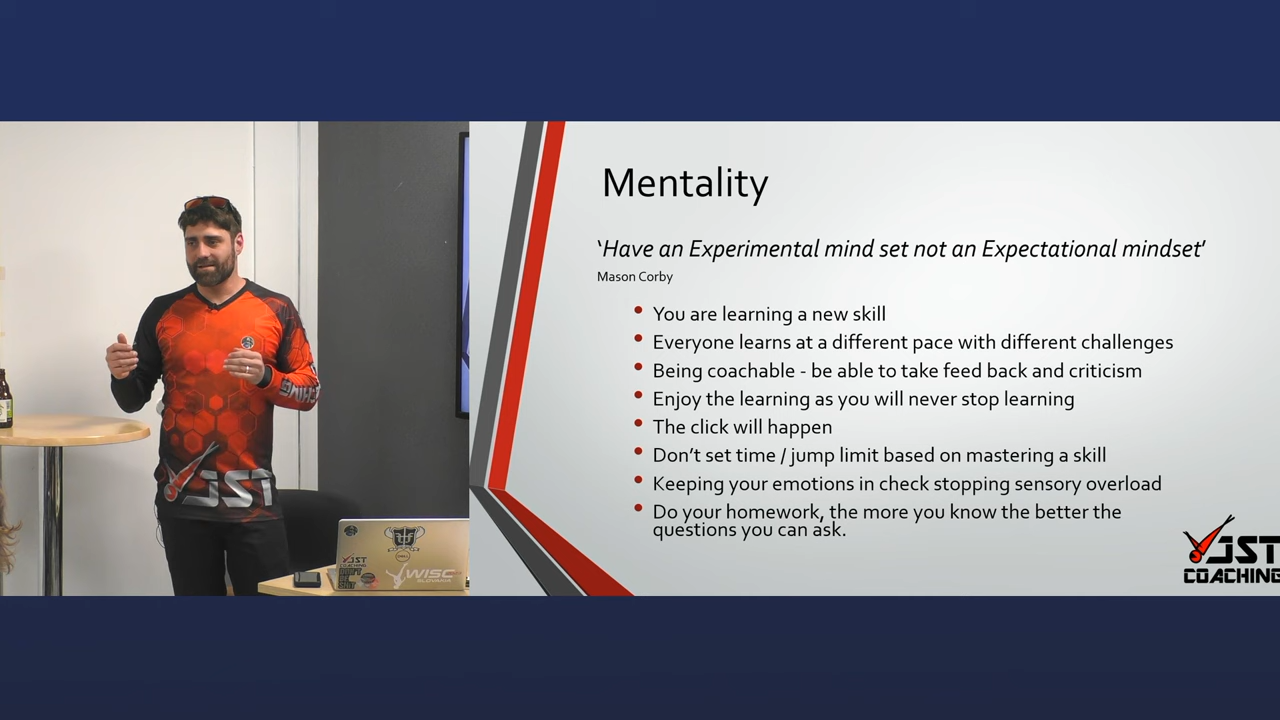 Mentality
‘Have an Experimental mind set not an Expectational mindset’
Mason Corby
• You are learning a new skill
• Everyone learns at a different pace with different challenges
• Being coachable - be able to take feed back and criticism
• Enjoy the learning as you will never stop learning
• The click will happen
• Don’t set time / jump limit based on mastering a skill
• Keeping your emotions in check stopping sensory overload
• Do your homework, the more you know the better the
questions you can ask.
JST
COACHING
JST
JST
COACHING
DELL
WISC
SLOVAKIA